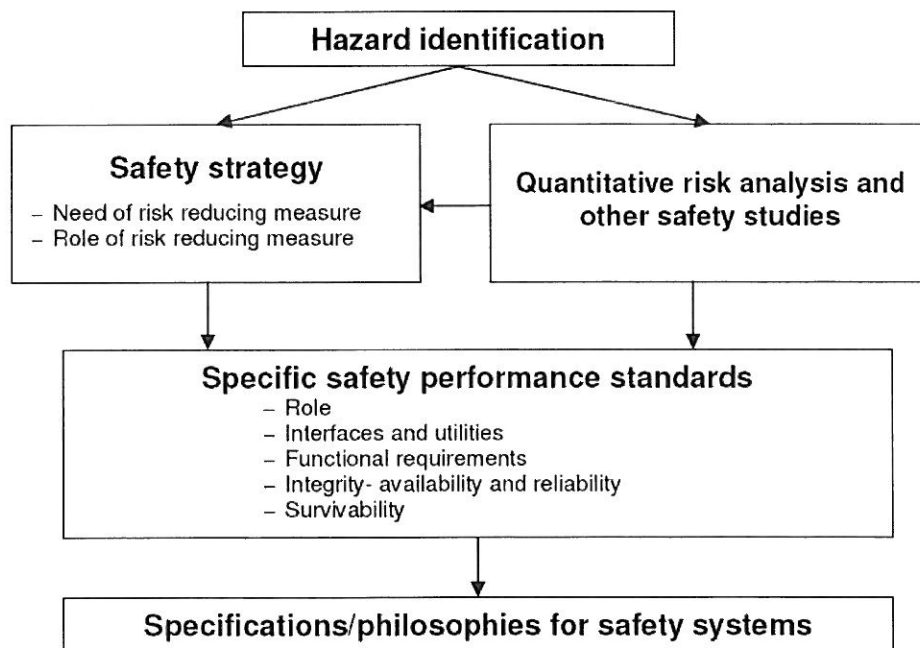 Hazard identification
Safety strategy
– Need of risk reducing measure
– Role of risk reducing measure
Quantitative risk analysis and
other safety studies
Specific safety performance standards
– Role
– Interfaces and utilities
– Functional requirements
– Integrity- availability and reliability
– Survivability
Specifications/philosophies for safety systems